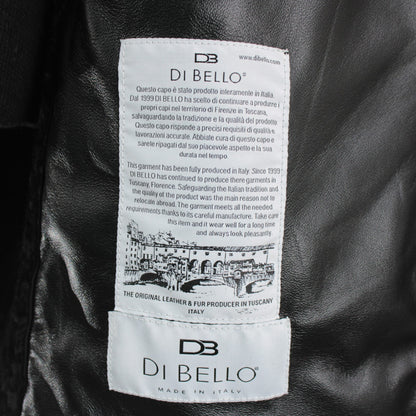 DB
www.dibello.
DI BELLO®
Questo capo è stato prodotto interamente in Italia.
Dal 1999 DI BELLO ha scelto di continuare a produrre i
propri capi nel territorio di Firenze in Toscana,
salvaguardando la tradizione e la qualità del prodotto
Questo capo risponde a precisi requisiti di qualità e
lavorazioni accurate. Abbiate cura di questo capo e
sarete ripagati dal suo piacevole aspetto e la sua
durata nel tempo.
This garment has been fully produced in Italy. Since 1999
DI BELLO has continued to produce there garments in
Tuscany, Florence. Safeguarding the Italian tradition and
the quality of the product was the main reason not to
relocate abroad. The garment meets all the needed
requirements thanks to its careful manufacture. Take care
this item and it wear well for a long time
and always look pleasantly.
THE ORIGINAL LEATHER & FUR PRODUCER IN TUSCANY
ITALY
DB
DI BELLO®
MADE IN ITALY